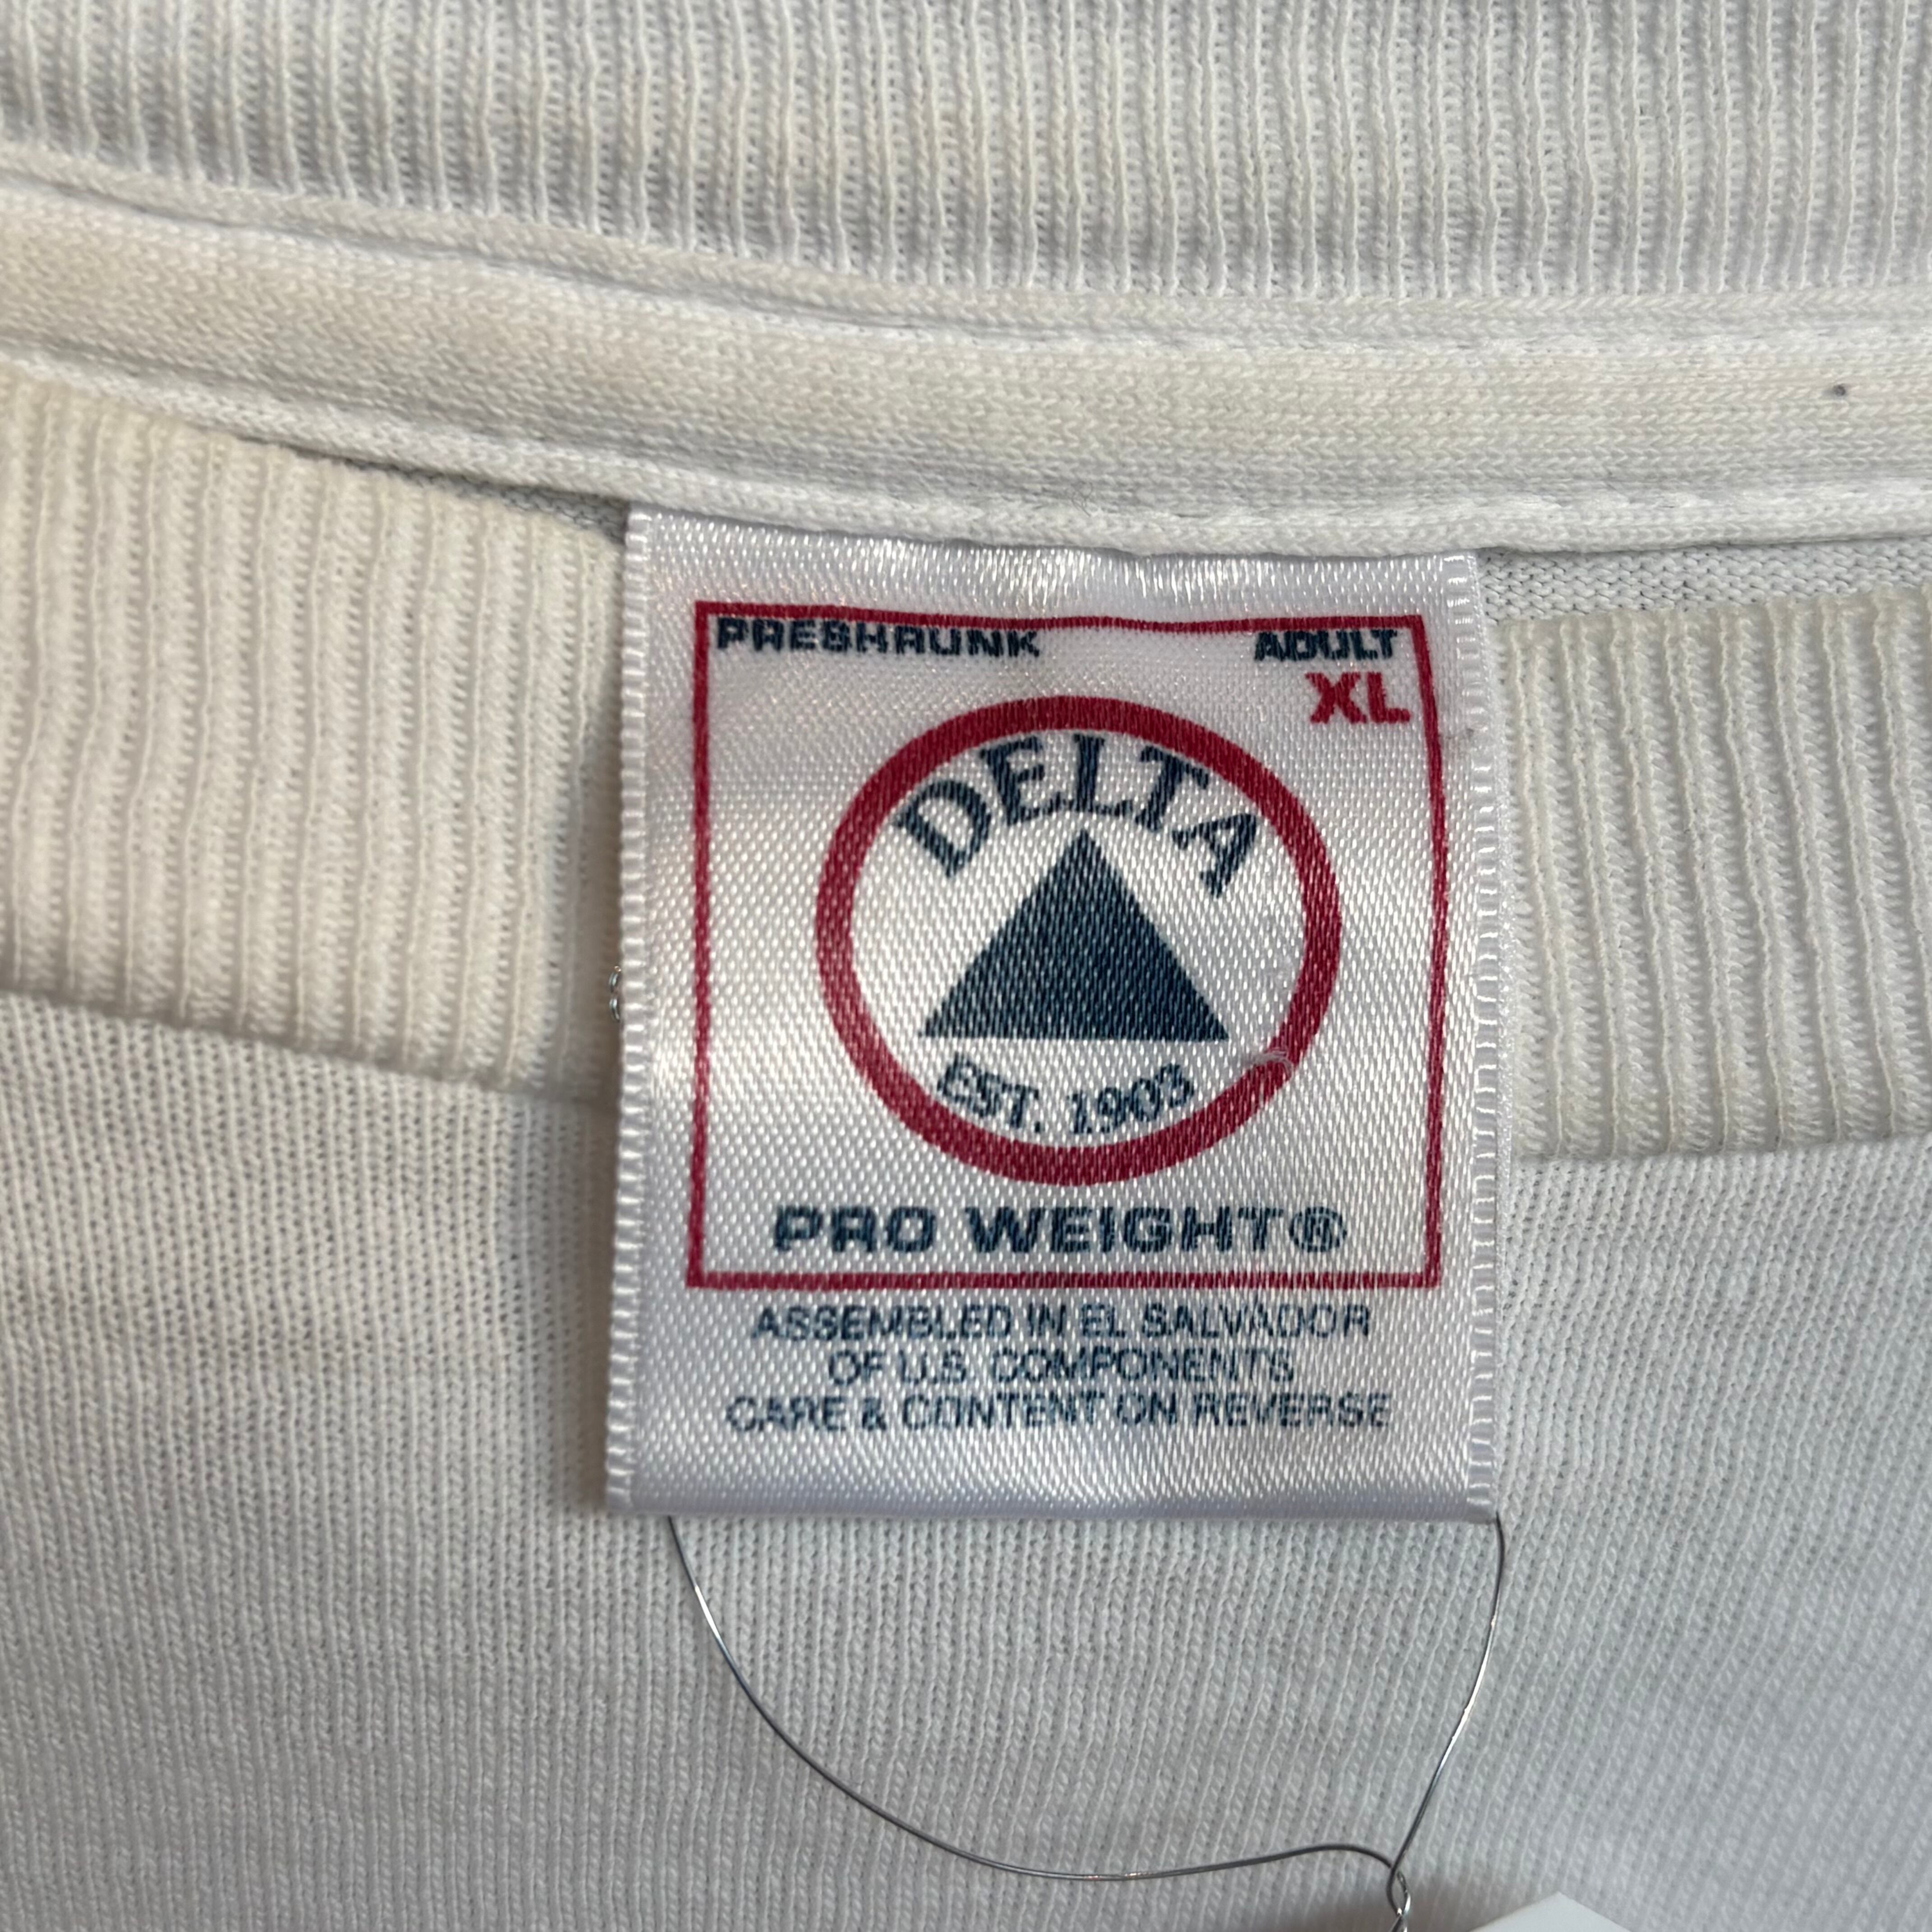 PRESHRUNK ADULT
XL
DELTA
EST. 1903
PRO WEIGHT®
ASSEMBLED IN EL SALVADOR
OF U.S. COMPONENTS
CARE & CONTENT ON REVERSE